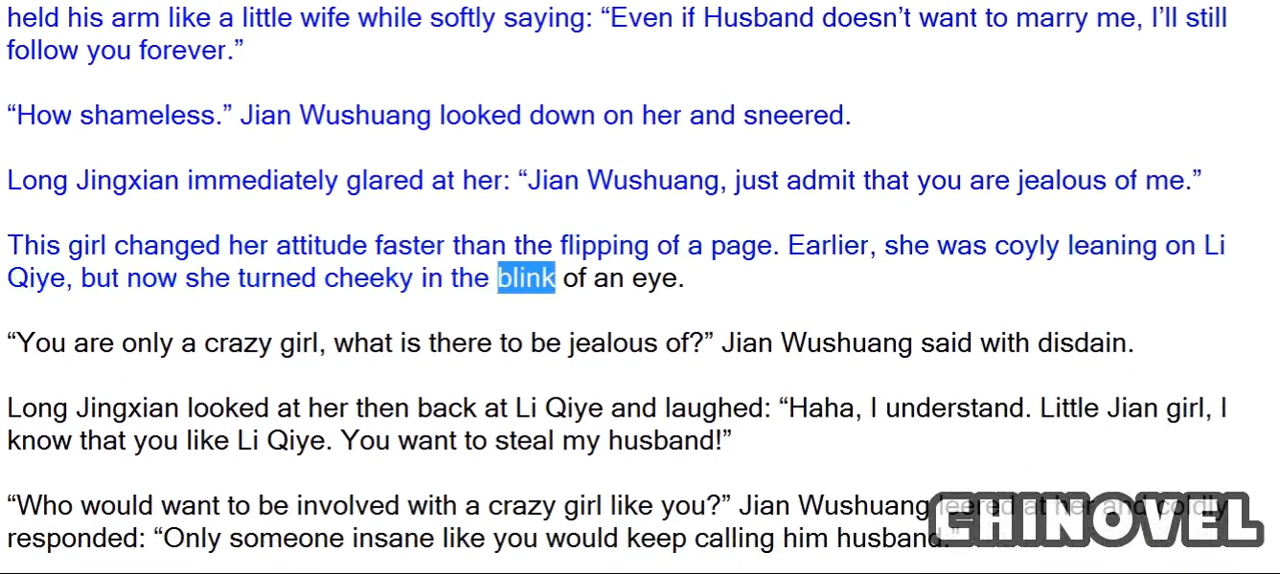 held his arm like a little wife while softly saying: “Even if Husband doesn’t want to marry me, I’ll still
follow you forever.”
“How shameless.” Jian Wushuang looked down on her and sneered.
Long Jingxian immediately glared at her: “Jian Wushuang, just admit that you are jealous of me.”
This girl changed her attitude faster than the flipping of a page. Earlier, she was coyly leaning on Li
Qiye, but now she turned cheeky in the blink of an eye.
“You are only a crazy girl, what is there to be jealous of?” Jian Wushuang said with disdain.
Long Jingxian looked at her then back at Li Qiye and laughed: “Haha, I understand. Little Jian girl, I
know that you like Li Qiye. You want to steal my husband!”
“Who would want to be involved with a crazy girl like you?” Jian Wushuang leered at her and coldly
responded: “Only someone insane like you would keep calling him husband.”
CHINOVEL